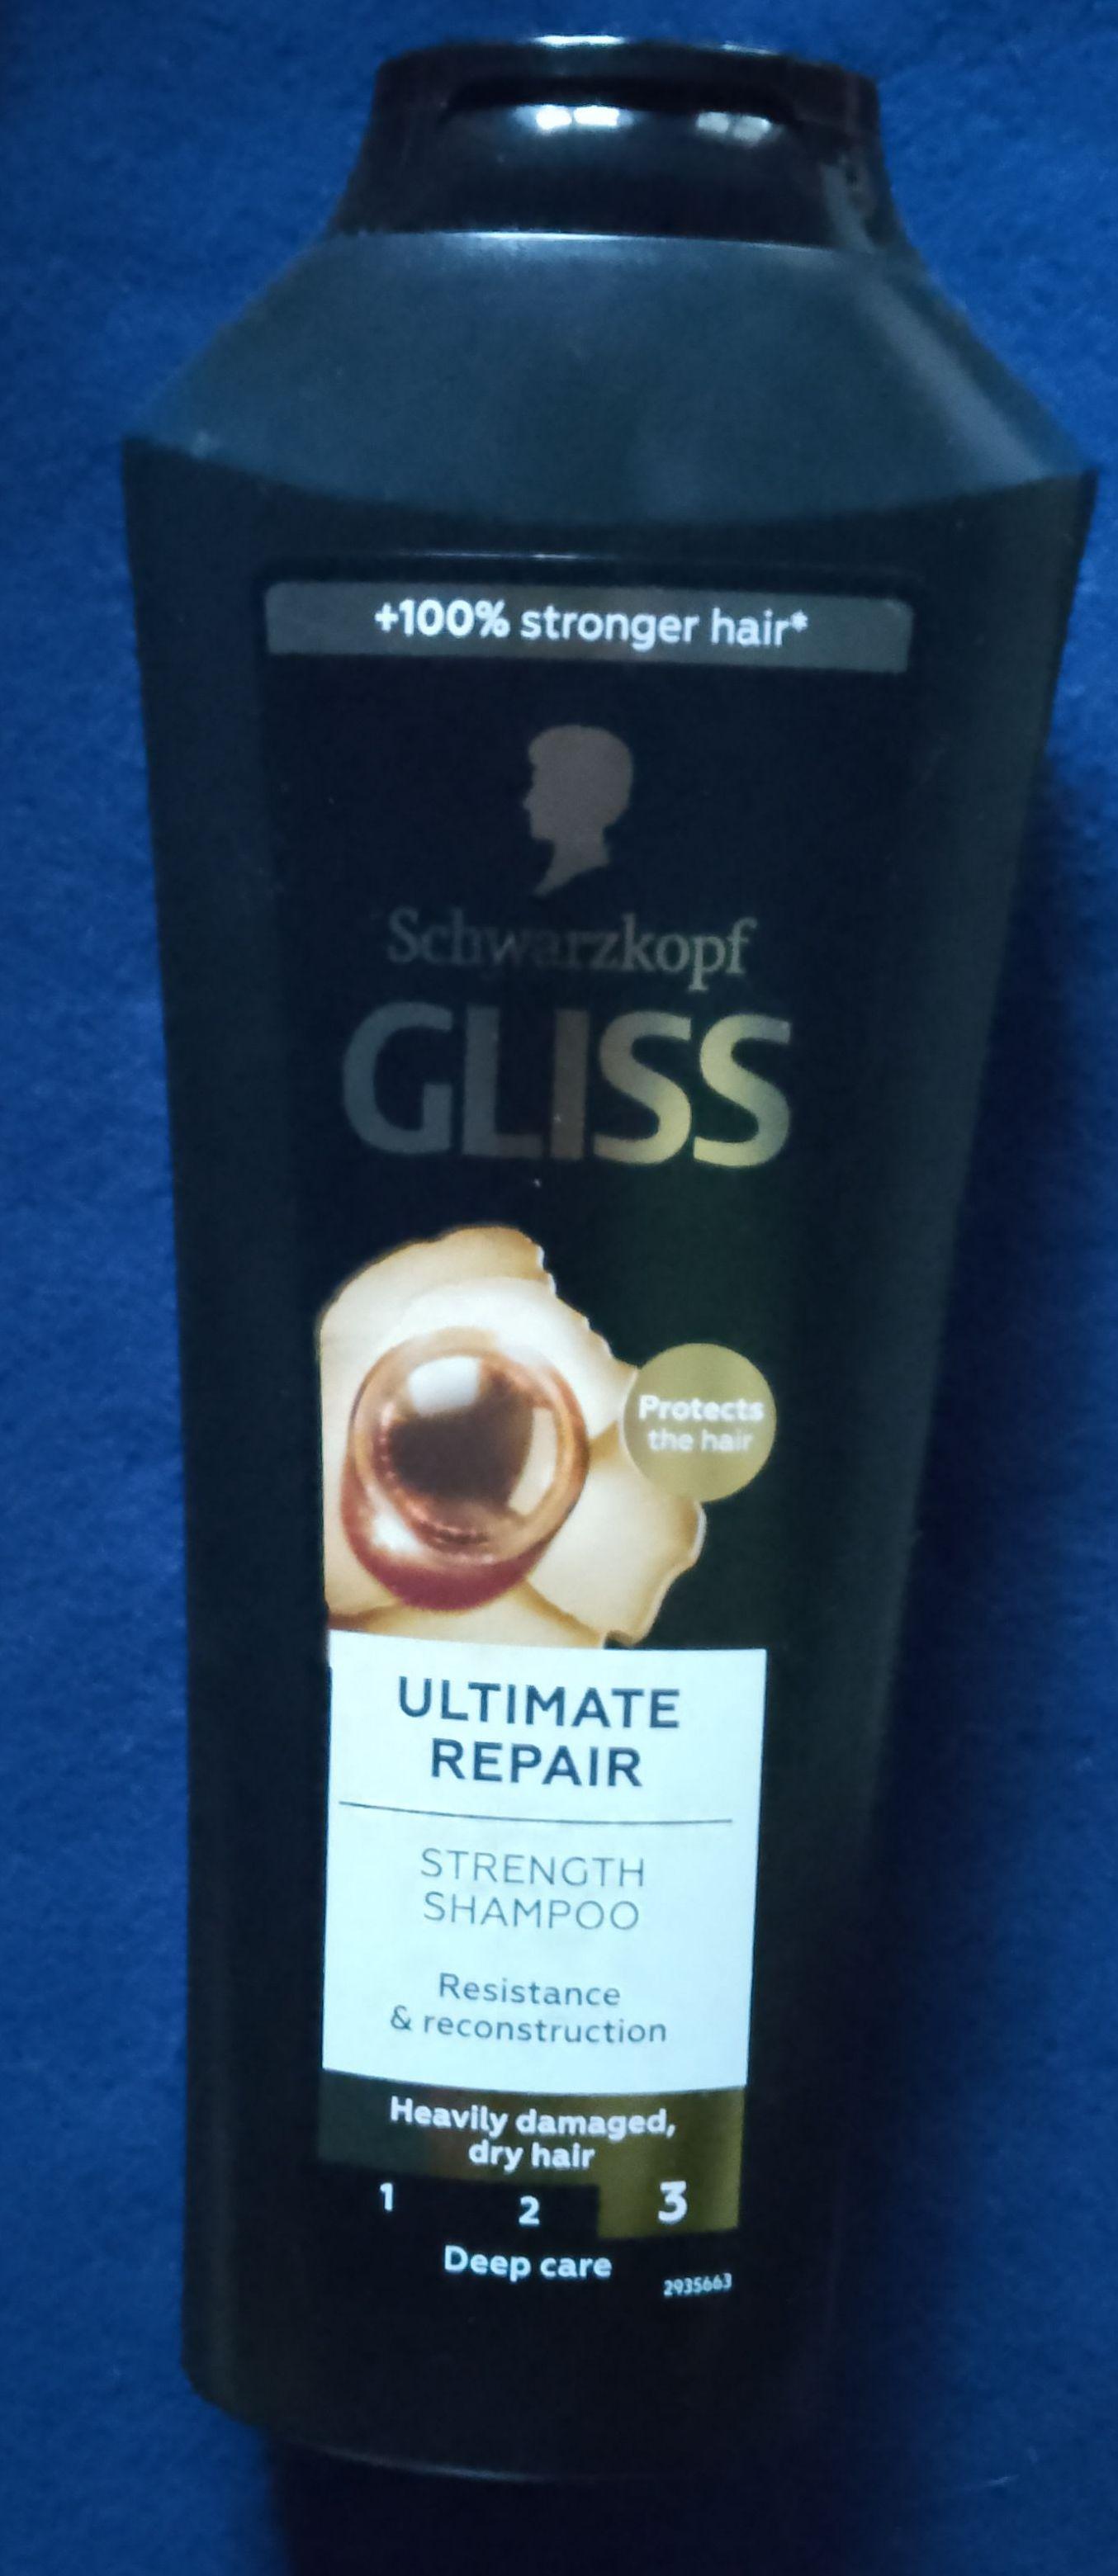 +100% stronger hair*
Schwarzkopf
GLISS
Protects
the hair
ULTIMATE
REPAIR
STRENGTH
SHAMPOO
Resistance
& reconstruction
Heavily damaged,
dry hair
1 2 3
Deep care
2935663